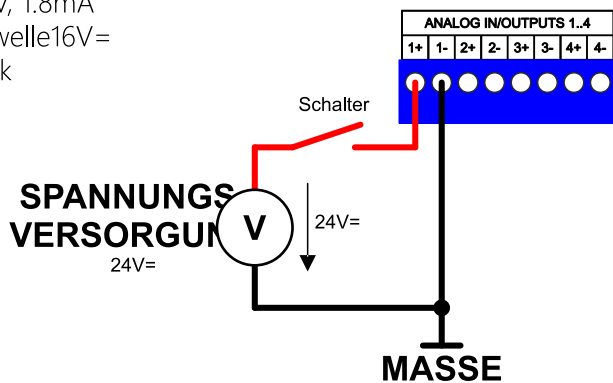 , 1.8mA
welle16V=
k
ANALOG IN/OUTPUTS 1..4
1+ 1- 2+ 2- 3+ 3- 4+ 4-
Schalter
SPANNUNGS
VERSORGUN
24V=
V
24V=
MASSE